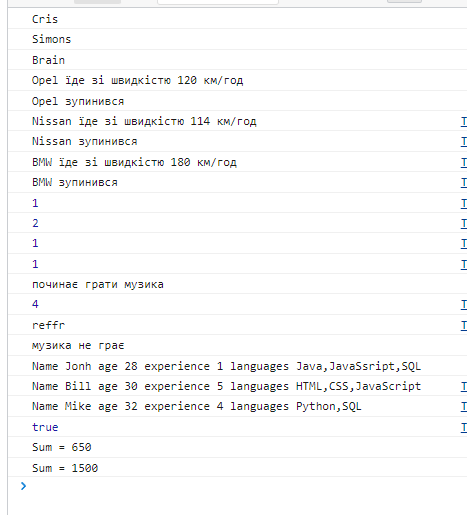 Cris
Simons
Brain
Opel їде зі швидкістю 120 км/год
Opel зупинився
Nissan їде зі швидкістю 114 км/год
Nissan зупинився
BMW їде зі швидкістю 180 км/год
BMW зупинився
1
2
1
1
починає грати музика
4
reffr
музика не грає
Name Jonh age 28 experience 1 languages Java,JavaSsript,SQL
Name Bill age 30 experience 5 languages HTML,CSS,JavaScript
Name Mike age 32 experience 4 languages Python,SQL
true
Sum = 650
Sum = 1500